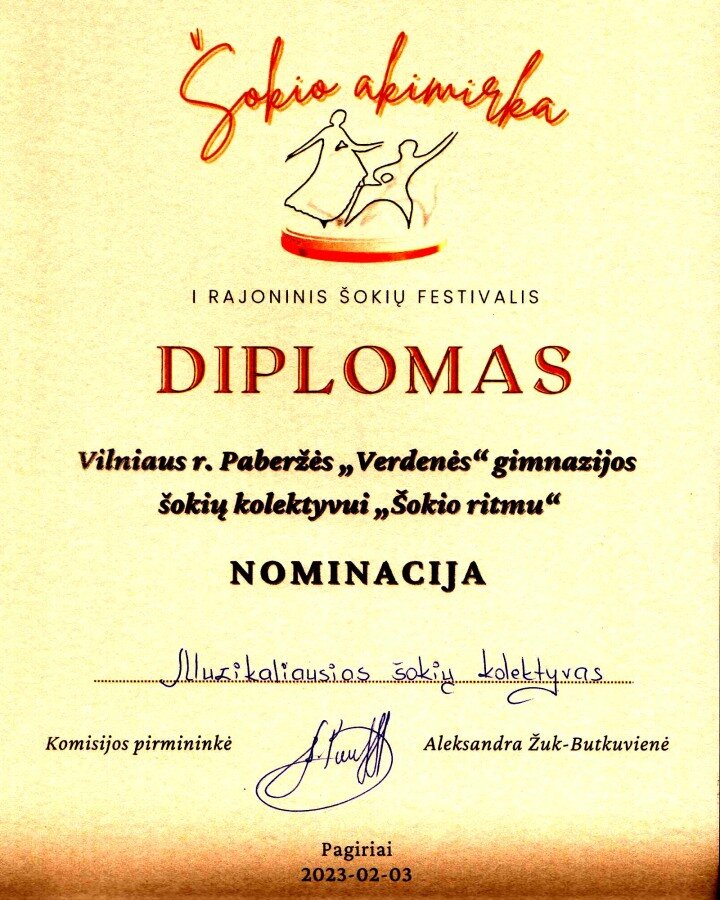 Šokio akimirka
I RAJONINIS ŠOKIŲ FESTIVALIS
DIPLOMAS
Vilniaus r. Paberžės „Verdenės“ gimnazijos
šokių kolektyvui „Šokio ritmu“
NOMINACIJA
Muzikaliausias šokių kolektyvas
Komisijos pirmininkė
Aleksandra Žuk-Butkuvienė
Pagiriai
2023-02-03